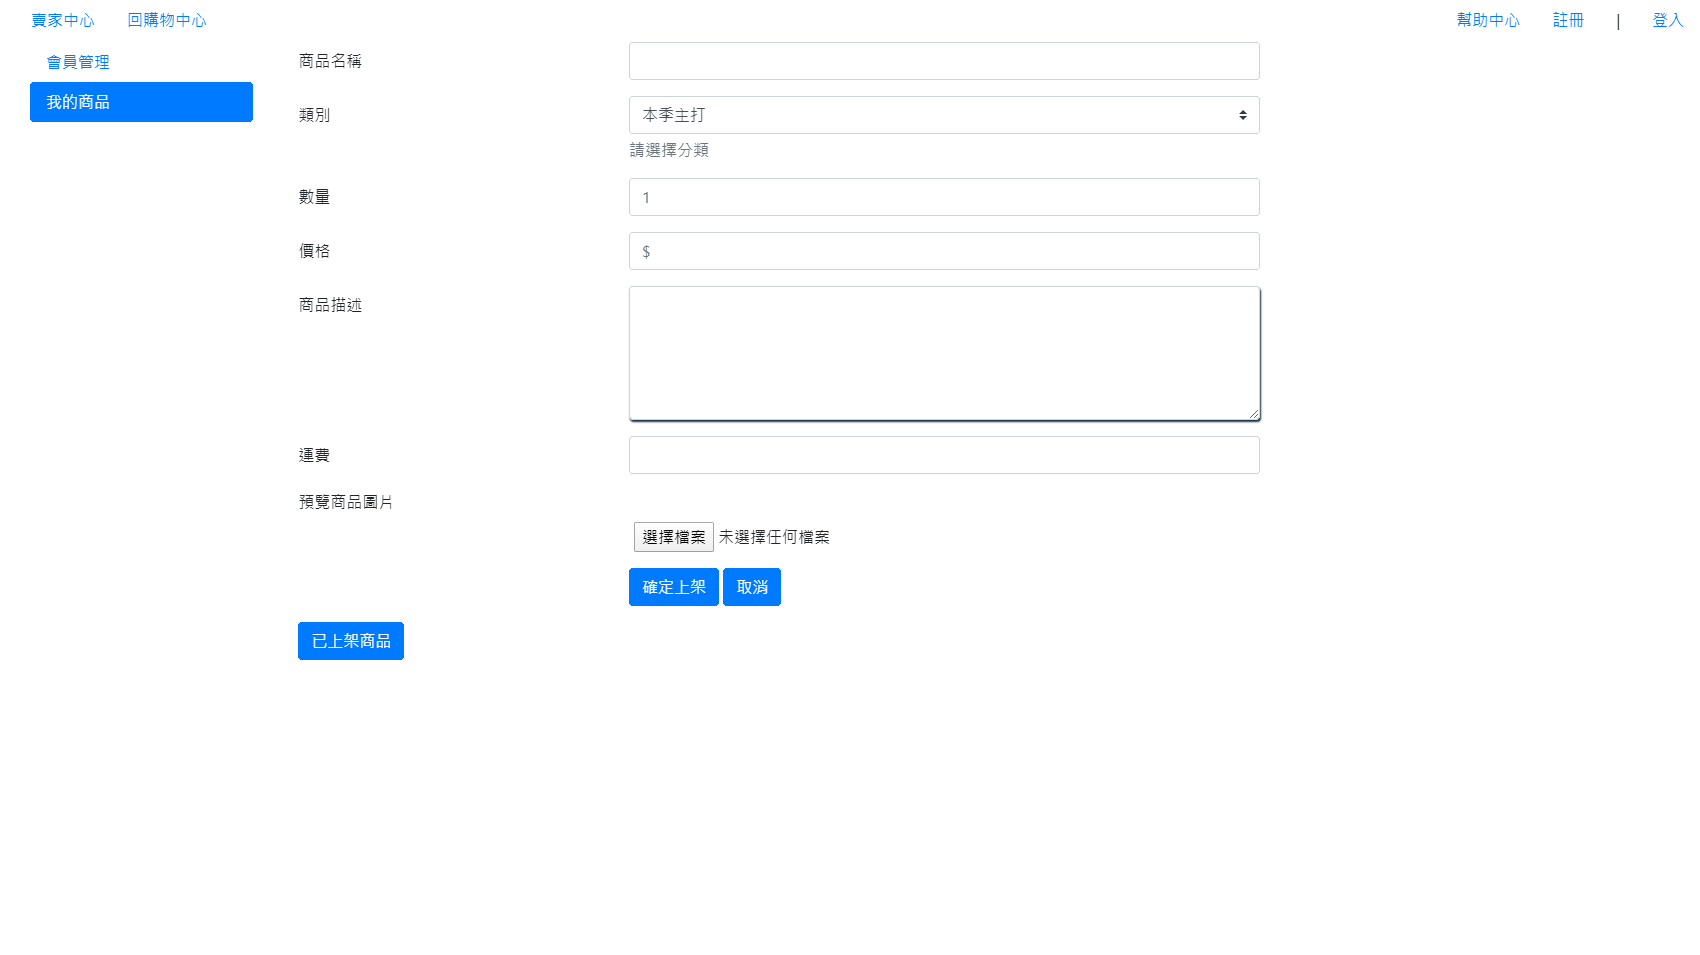 賣家中心 回購物中心 幫助中心 註冊 | 登入
會員管理
我的商品
商品名稱
類別 本季主打
請選擇分類
數量 1
價格 $
商品描述
運費
預覽商品圖片
選擇檔案 未選擇任何檔案
確定上架 取消
已上架商品